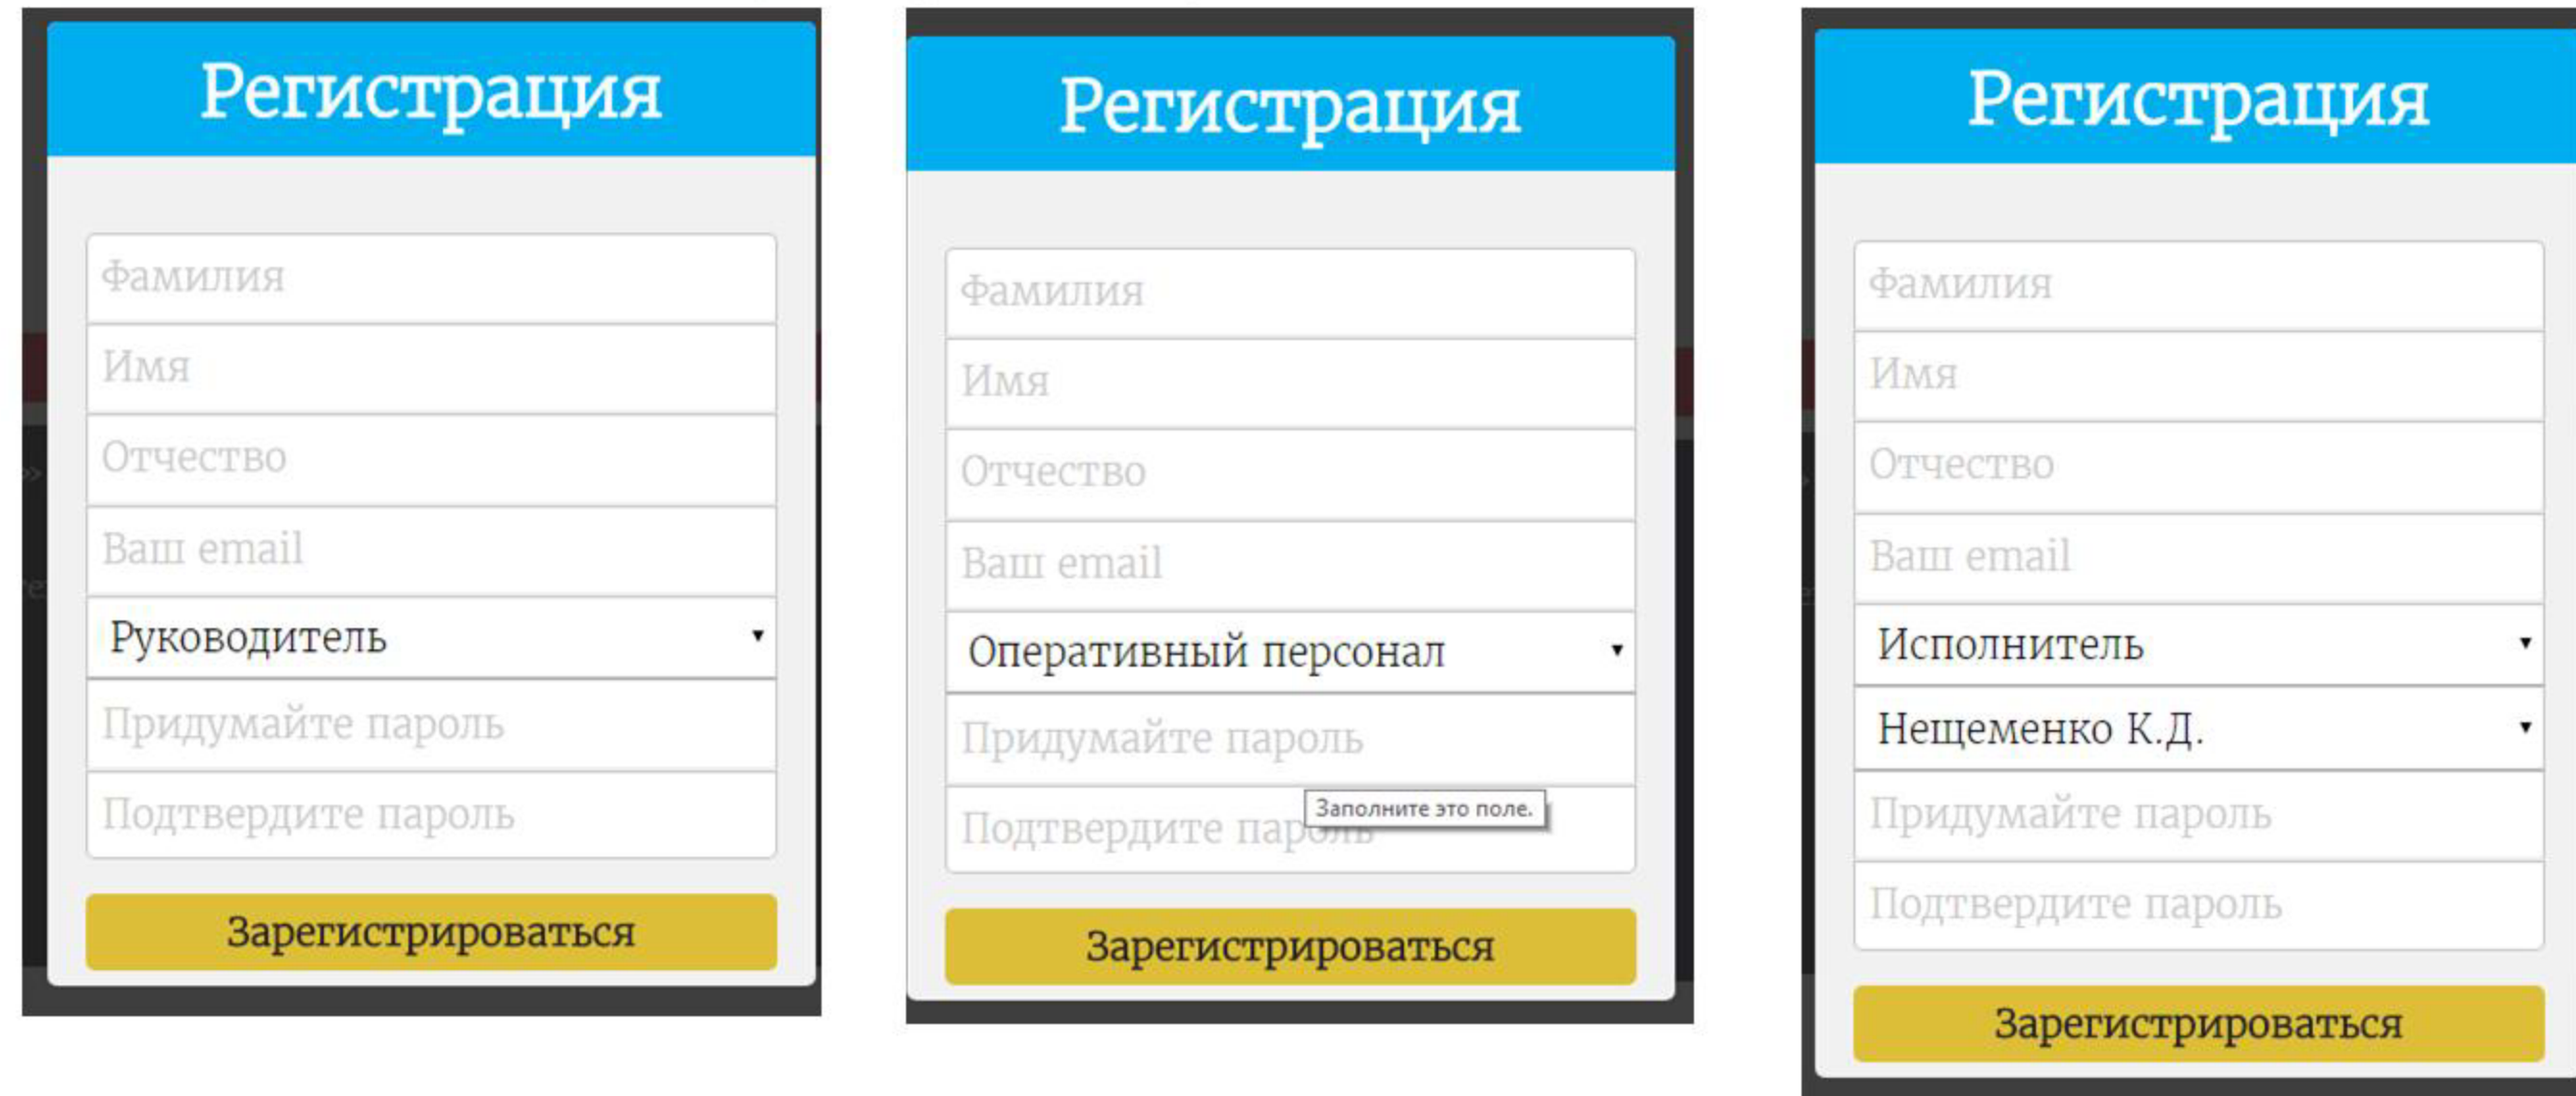 Регистрация
Фамилия
Имя
Отчество
Ваш email
Руководитель
Придумайте пароль
Подтвердите пароль
Зарегистрироваться
Регистрация
Фамилия
Имя
Отчество
Ваш email
Оперативный персонал
Придумайте пароль
Заполните это поле.
Подтвердите пароль
Зарегистрироваться
Регистрация
Фамилия
Имя
Отчество
Ваш email
Исполнитель
Нещеменко К.Д.
Придумайте пароль
Подтвердите пароль
Зарегистрироваться